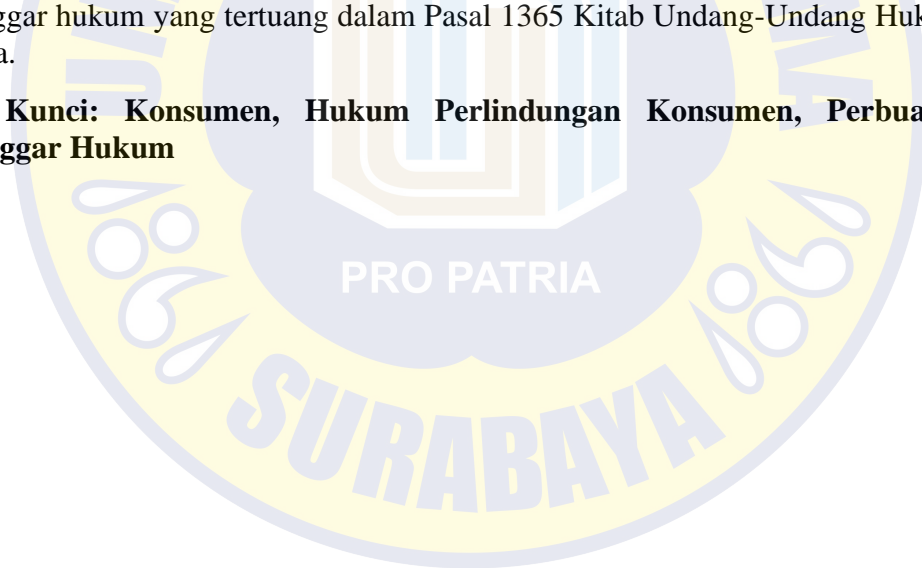 ggar hukum yang tertuang dalam Pasal 1365 Kitab Undang-Undang Huk
a.
Kunci: Konsumen, Hukum Perlindungan Konsumen, Perbua
ggar Hukum
PRO PATRIA
SURABAYA